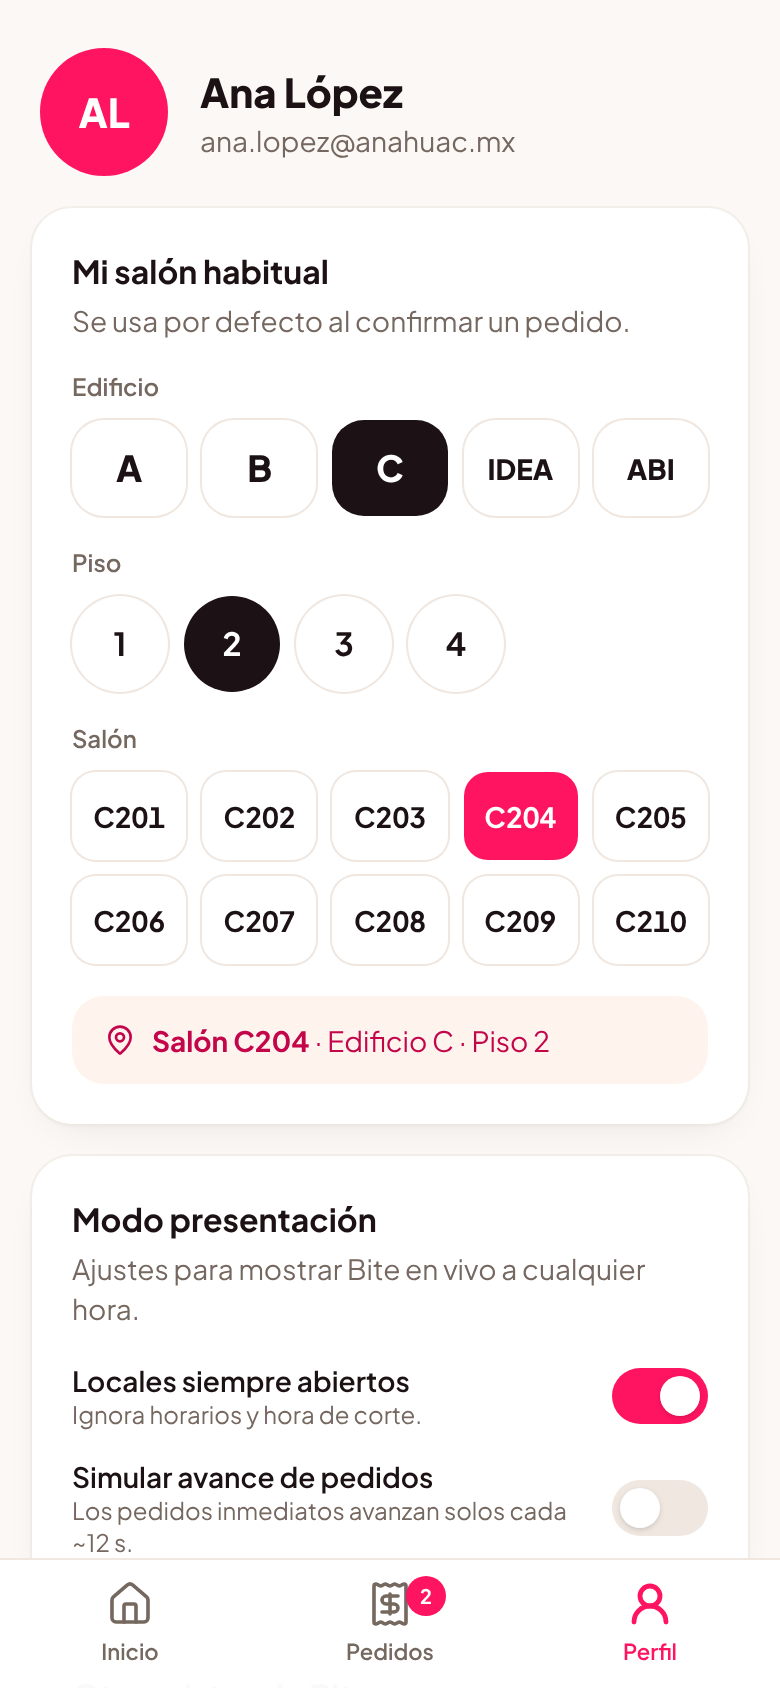 AL
Ana López
ana.lopez@anahuac.mx
Mi salón habitual
Se usa por defecto al confirmar un pedido.
Edificio
A B C IDEA ABI
Piso
1 2 3 4
Salón
C201 C202 C203 C204 C205
C206 C207 C208 C209 C210
Salón C204 · Edificio C · Piso 2
Modo presentación
Ajustes para mostrar Bite en vivo a cualquier
hora.
Locales siempre abiertos
Ignora horarios y hora de corte.
Simular avance de pedidos
Los pedidos inmediatos avanzan solos cada
~12 s.
2
Inicio Pedidos Perfil